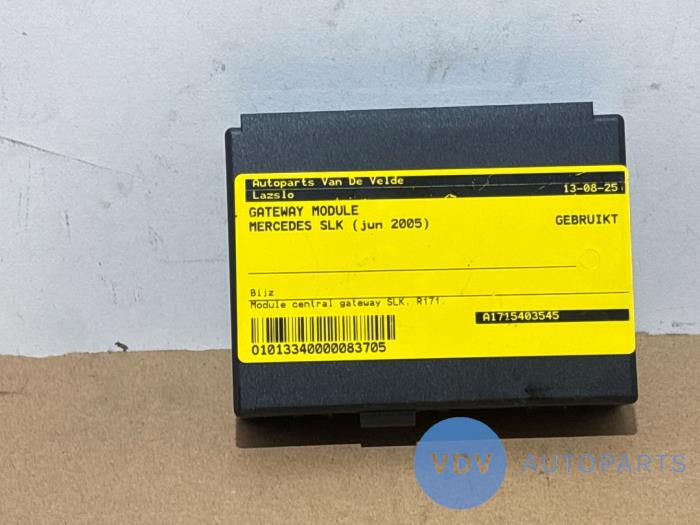 Autoparts Van De Velde
Lazslo 13-08-25
GATEWAY MODULE
MERCEDES SLK (jun 2005) GEBRUIKT
Bijz
Module central gateway SLK, R171.
A1715403545
01013340000083705
VDV AUTOPARTS